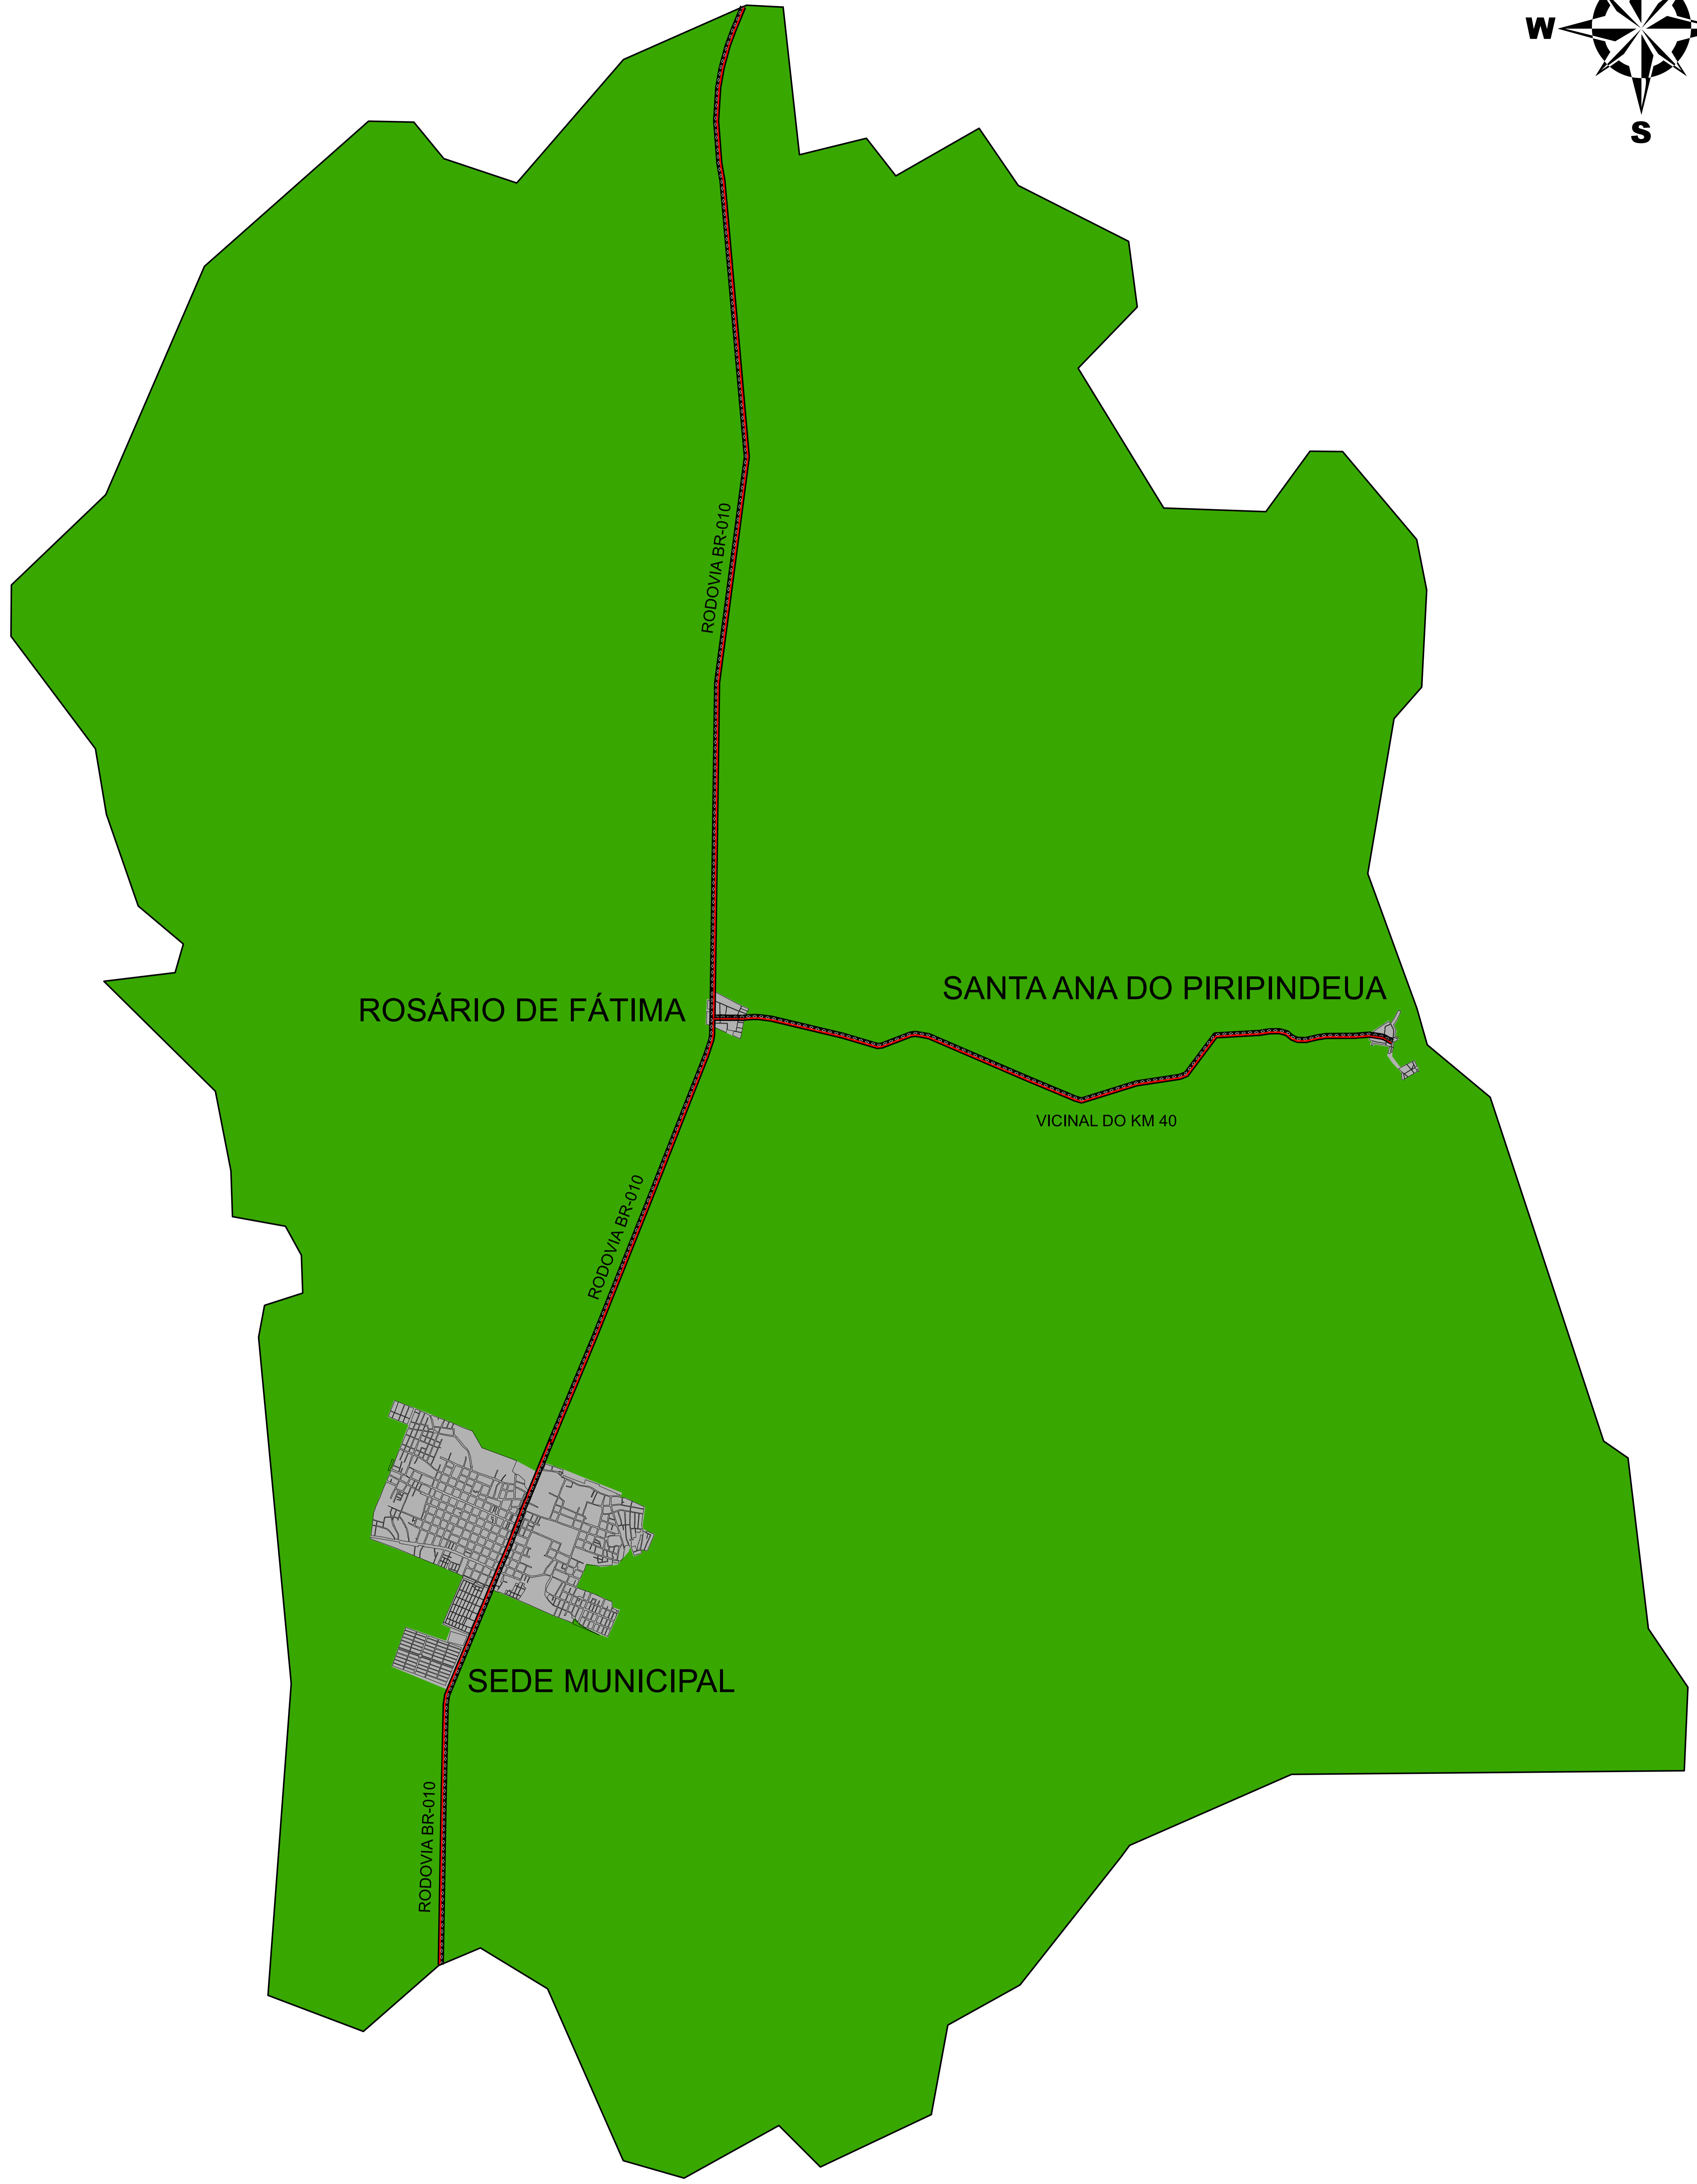 W
S
RODOVIA BR-010
SANTA ANA DO PIRIPINDEUA
ROSÁRIO DE FÁTIMA
VICINAL DO KM 40
RODOVIA BR-010
SEDE MUNICIPAL
RODOVIA BR-010